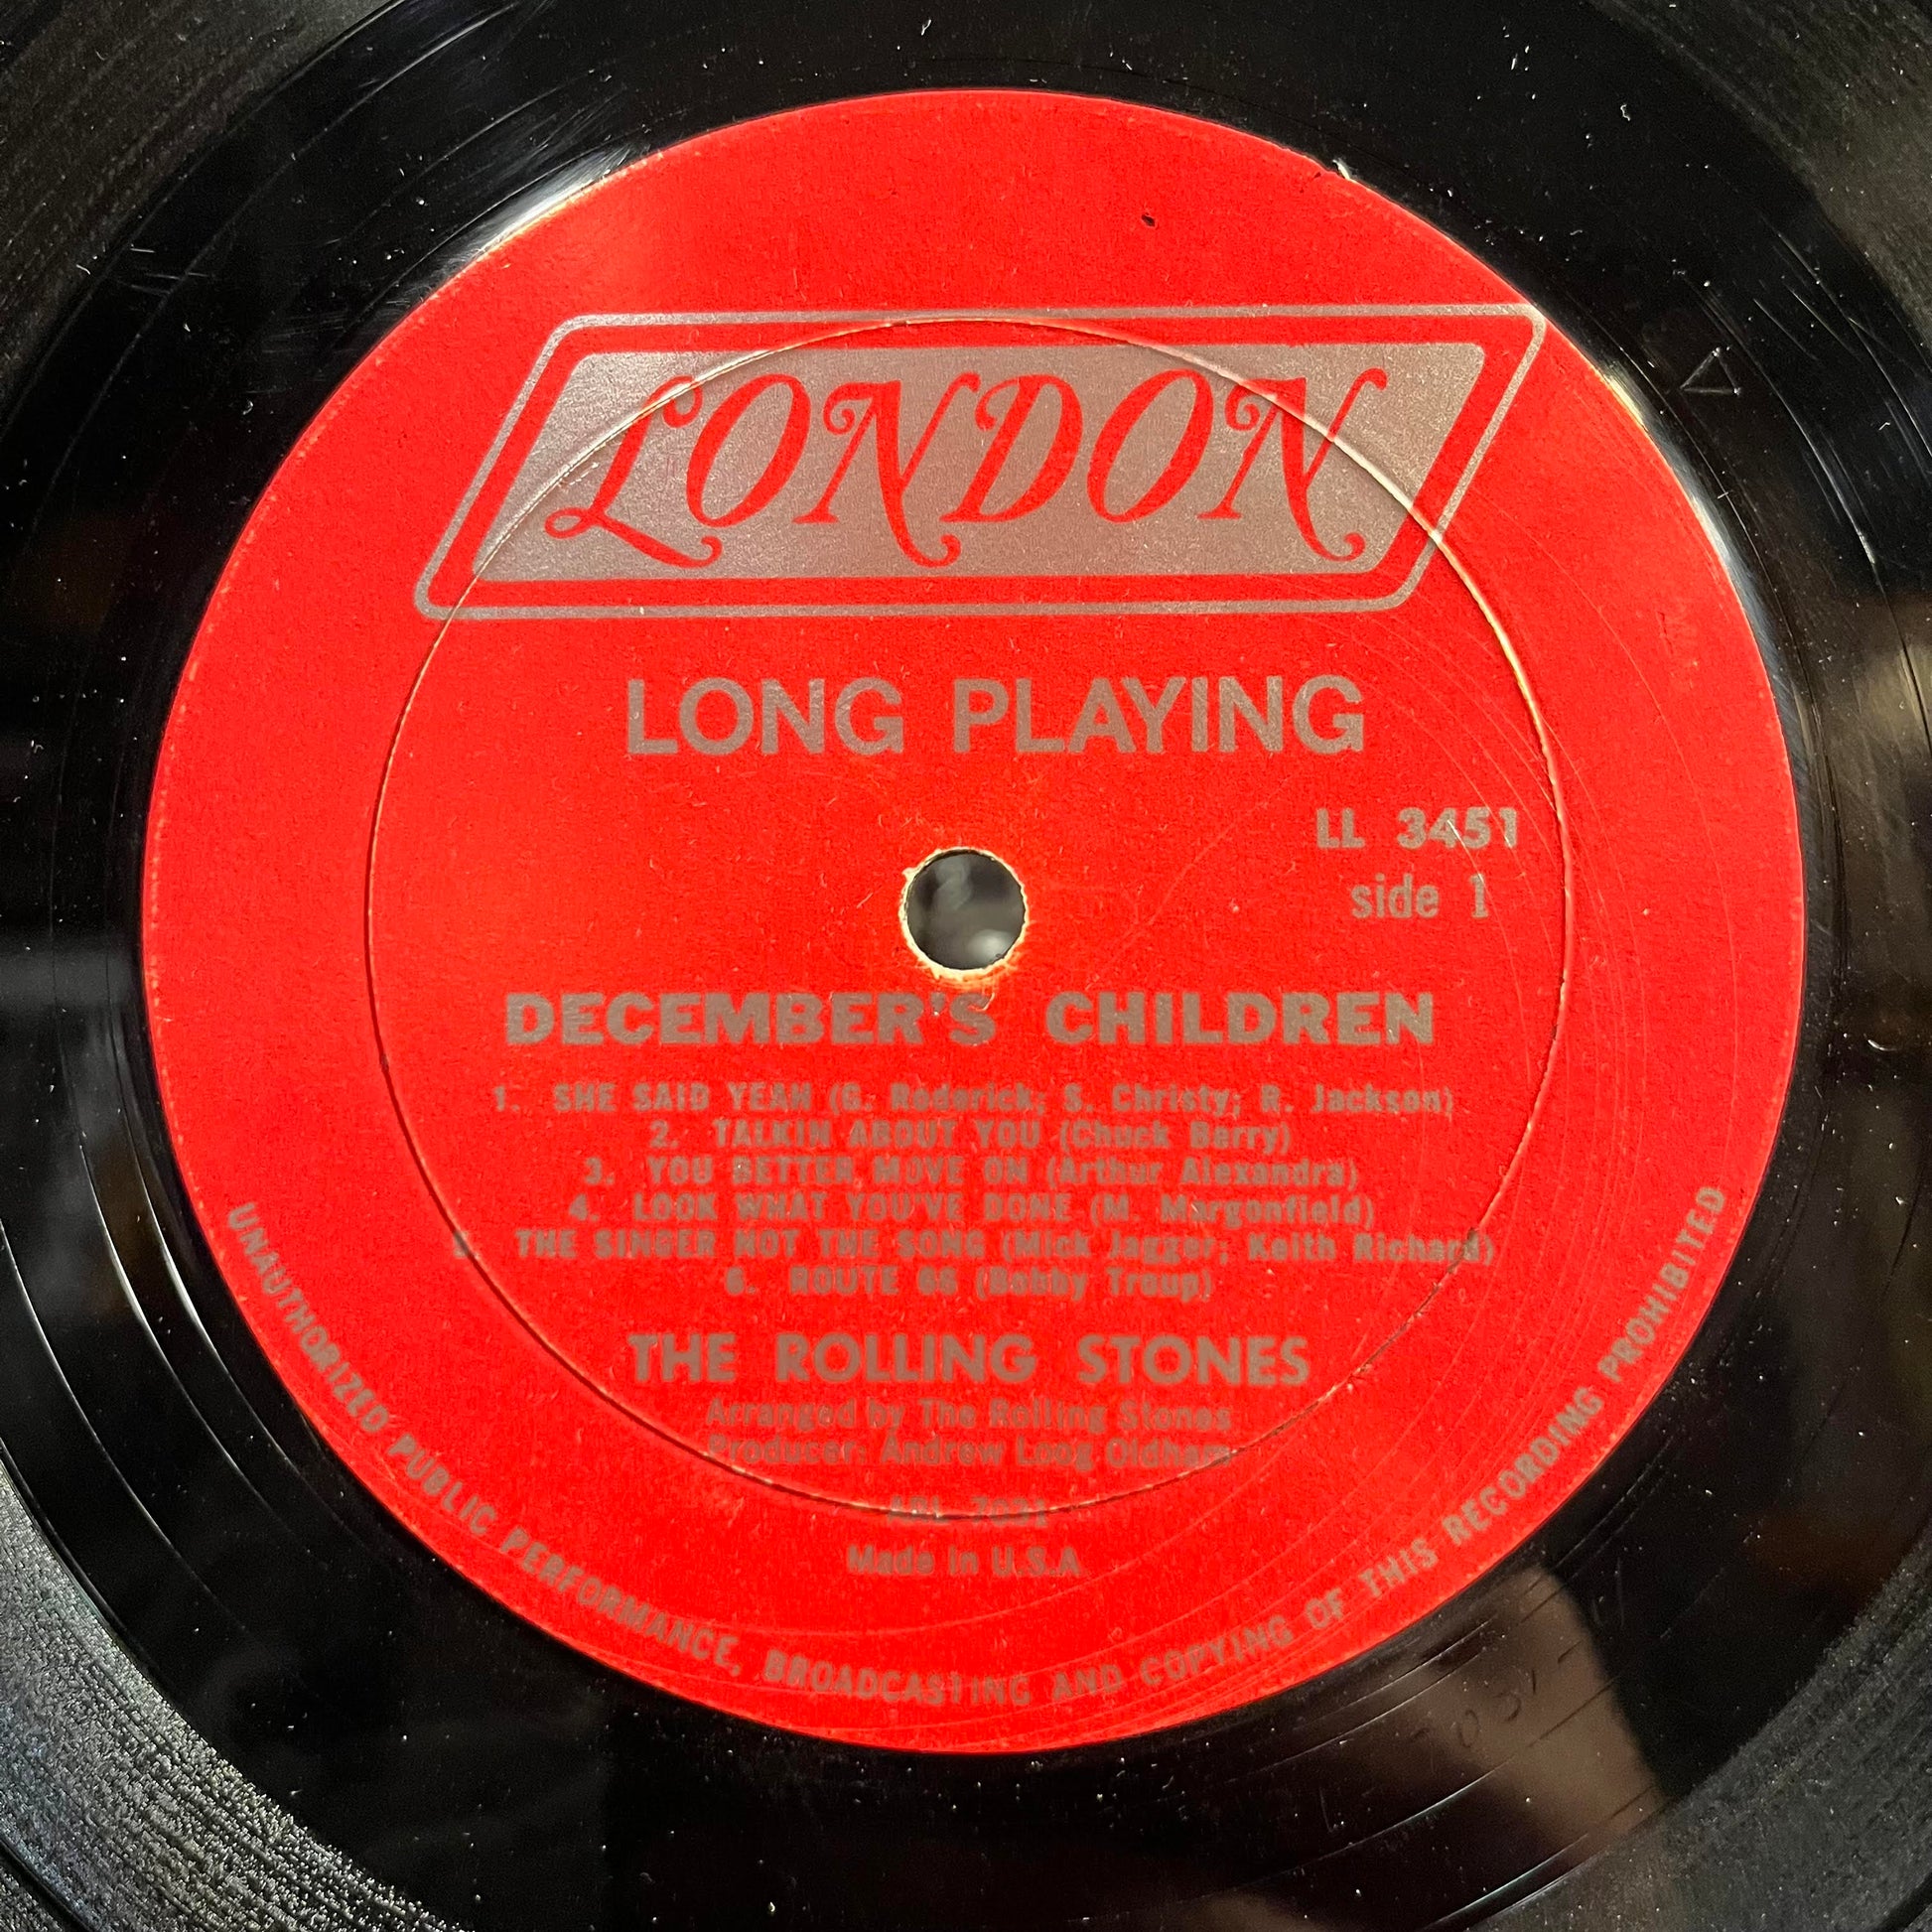 LONDON
LONG PLAYING
LL 3451
side 1
DECEMBER'S CHILDREN
1. SHE SAID YEAH (G. Roderick; S. Christy; R. Jackson)
2. TALKIN ABOUT YOU (Chuck Berry)
3. YOU BETTER MOVE ON (Arthur Alexandra)
4. LOOK WHAT YOU'VE DONE (M. Margonfield)
THE SINGER NOT THE SONG (Mick Jagger; Keith Richard)
6. ROUTE 66 (Bobby Troup)
THE ROLLING STONES
Arranged by The Rolling Stones
Producer: Andrew Loog Oldham
7031
Made in U.S.A
UNAUTHORIZED PUBLIC PERFORMANCE, BROADCASTING AND COPYING OF THIS RECORDING PROHIBITED